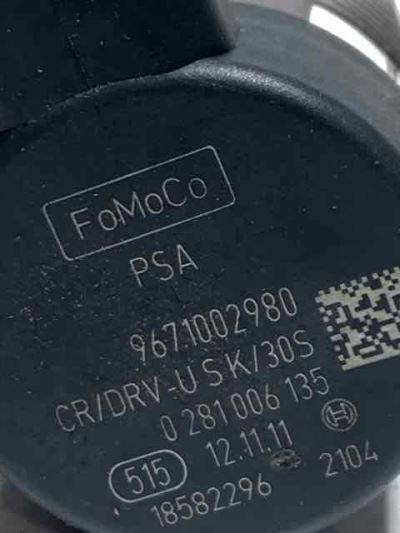 FoMoCo
PSA
9671002980
CR/DRV-USK/30S
0 281 006 135
515 12.11.11
18582296 2104